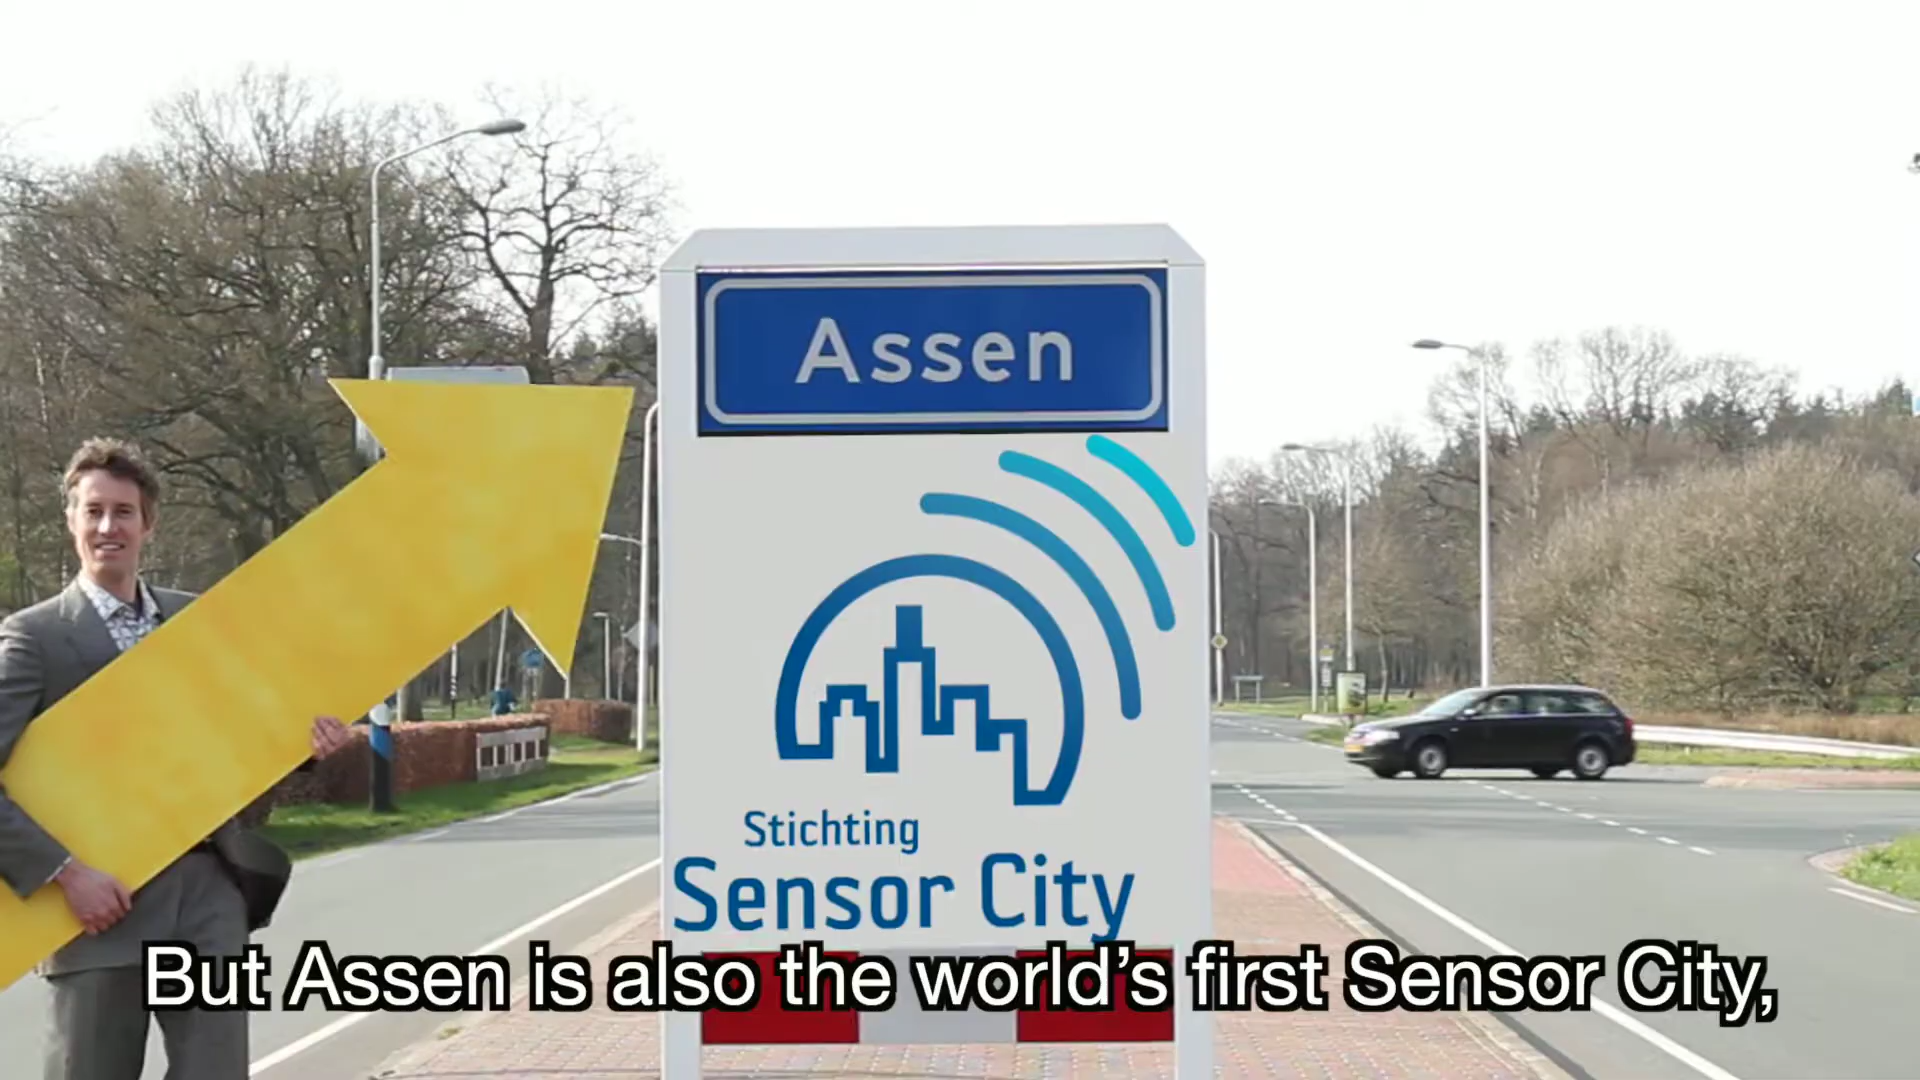 Assen
Stichting
Sensor City
But Assen is also the world's first Sensor City,